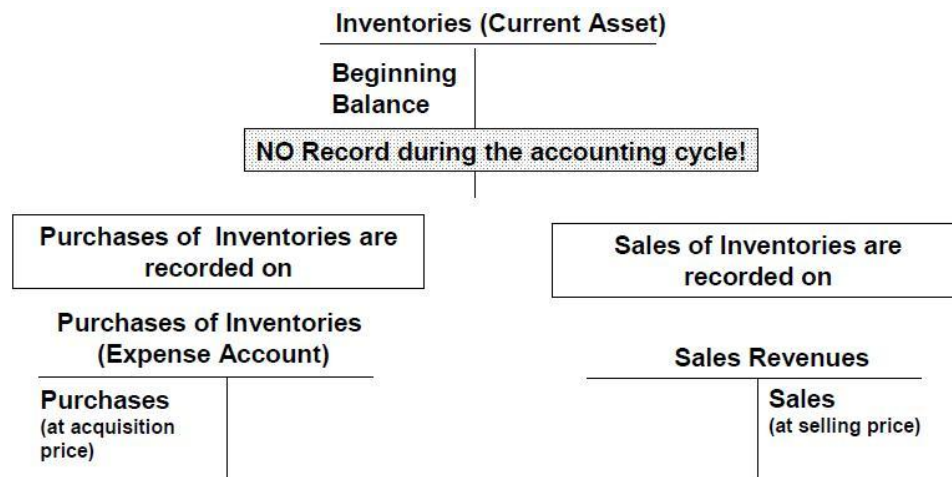 Inventories (Current Asset)
Beginning
Balance
NO Record during the accounting cycle!
Purchases of Inventories are
recorded on
Sales of Inventories are
recorded on
Purchases of Inventories
(Expense Account)
Sales Revenues
Purchases
(at acquisition
price)
Sales
(at selling price)